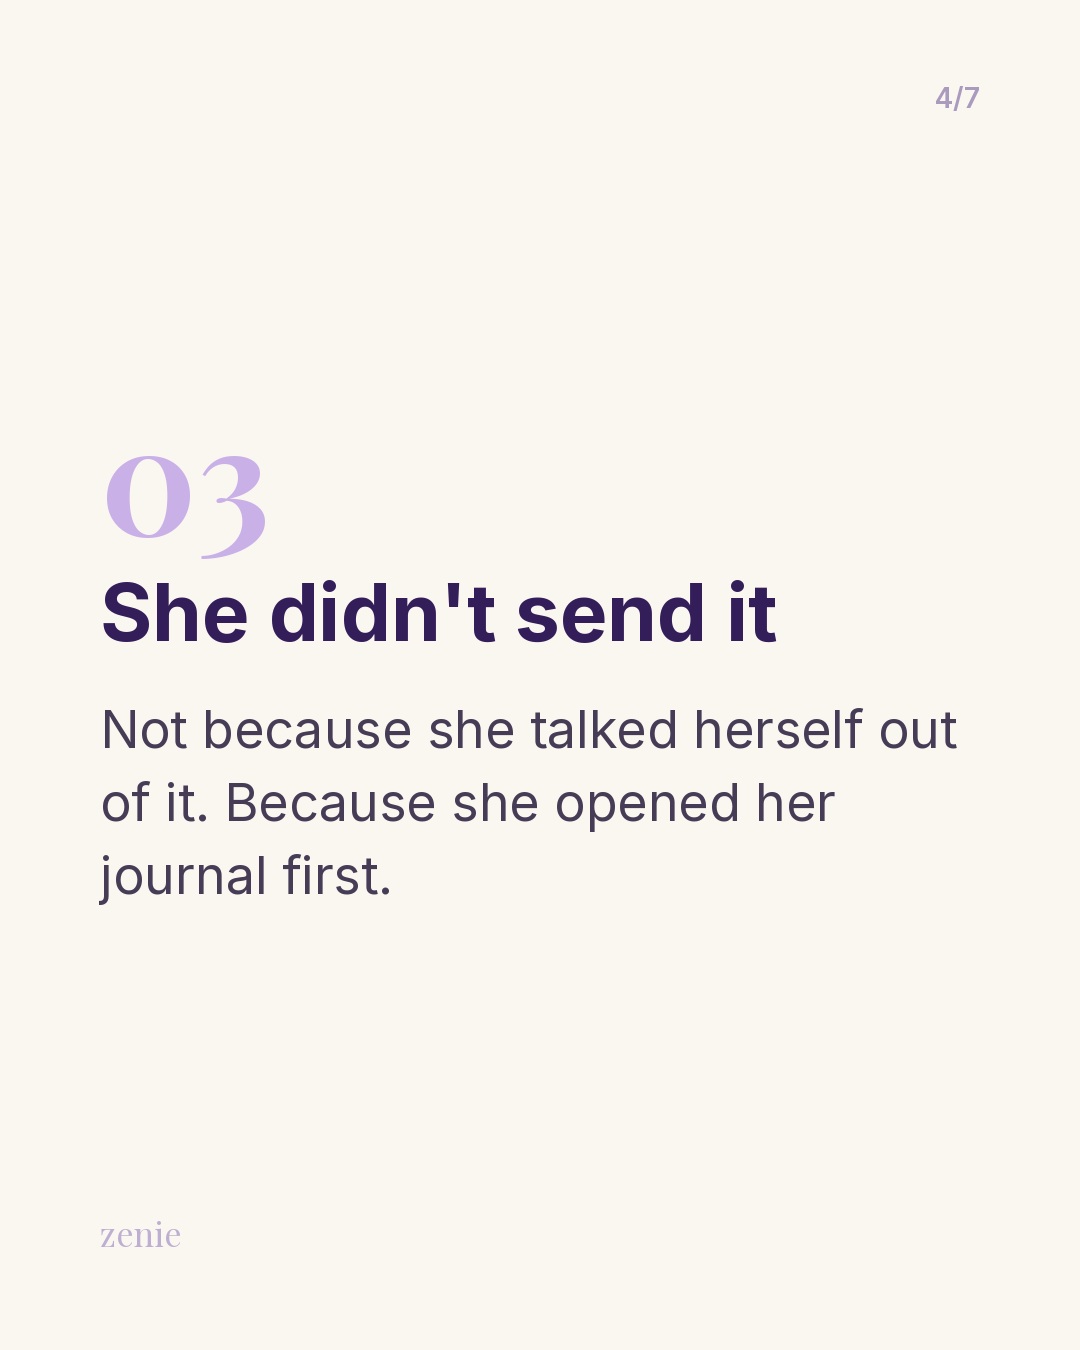 4/7
03
She didn't send it
Not because she talked herself out
of it. Because she opened her
journal first.
zenie